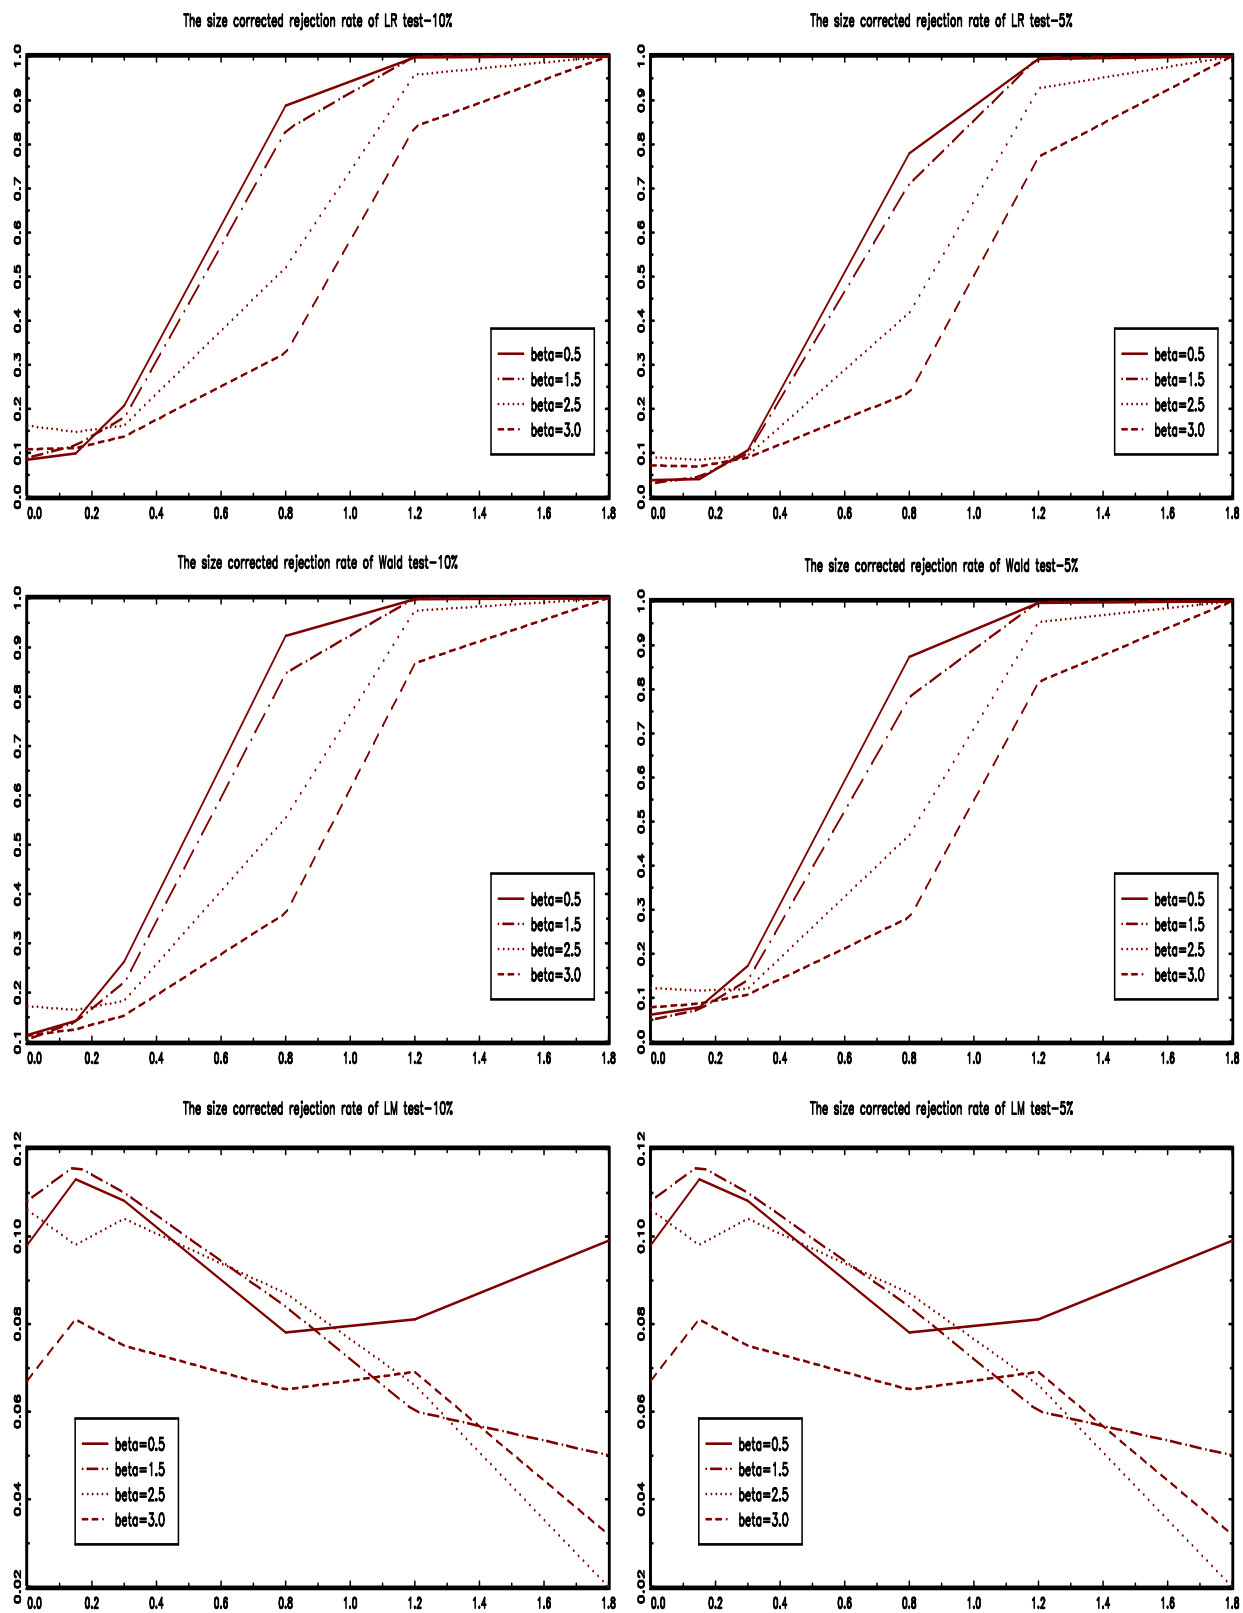 The size corrected rejection rate of LR test-10%
1.0
0.9
0.8
0.7
0.6
0.5
0.4
0.3
0.2
0.1
0.0
beta=0.5
beta=1.5
beta=2.5
beta=3.0
0.0 0.2 0.4 0.6 0.8 1.0 1.2 1.4 1.6 1.8
The size corrected rejection rate of LR test-5%
1.0
0.9
0.8
0.7
0.6
0.5
0.4
0.3
0.2
0.1
0.0
beta=0.5
beta=1.5
beta=2.5
beta=3.0
0.0 0.2 0.4 0.6 0.8 1.0 1.2 1.4 1.6 1.8
The size corrected rejection rate of Wald test-10%
1.0
0.9
0.8
0.7
0.6
0.5
0.4
0.3
0.2
0.1
beta=0.5
beta=1.5
beta=2.5
beta=3.0
0.0 0.2 0.4 0.6 0.8 1.0 1.2 1.4 1.6 1.8
The size corrected rejection rate of Wald test-5%
1.0
0.9
0.8
0.7
0.6
0.5
0.4
0.3
0.2
0.1
0.0
beta=0.5
beta=1.5
beta=2.5
beta=3.0
0.0 0.2 0.4 0.6 0.8 1.0 1.2 1.4 1.6 1.8
The size corrected rejection rate of LM test-10%
0.12
0.10
0.08
0.06
0.04
0.02
beta=0.5
beta=1.5
beta=2.5
beta=3.0
0.0 0.2 0.4 0.6 0.8 1.0 1.2 1.4 1.6 1.8
The size corrected rejection rate of LM test-5%
0.12
0.10
0.08
0.06
0.04
0.02
beta=0.5
beta=1.5
beta=2.5
beta=3.0
0.0 0.2 0.4 0.6 0.8 1.0 1.2 1.4 1.6 1.8